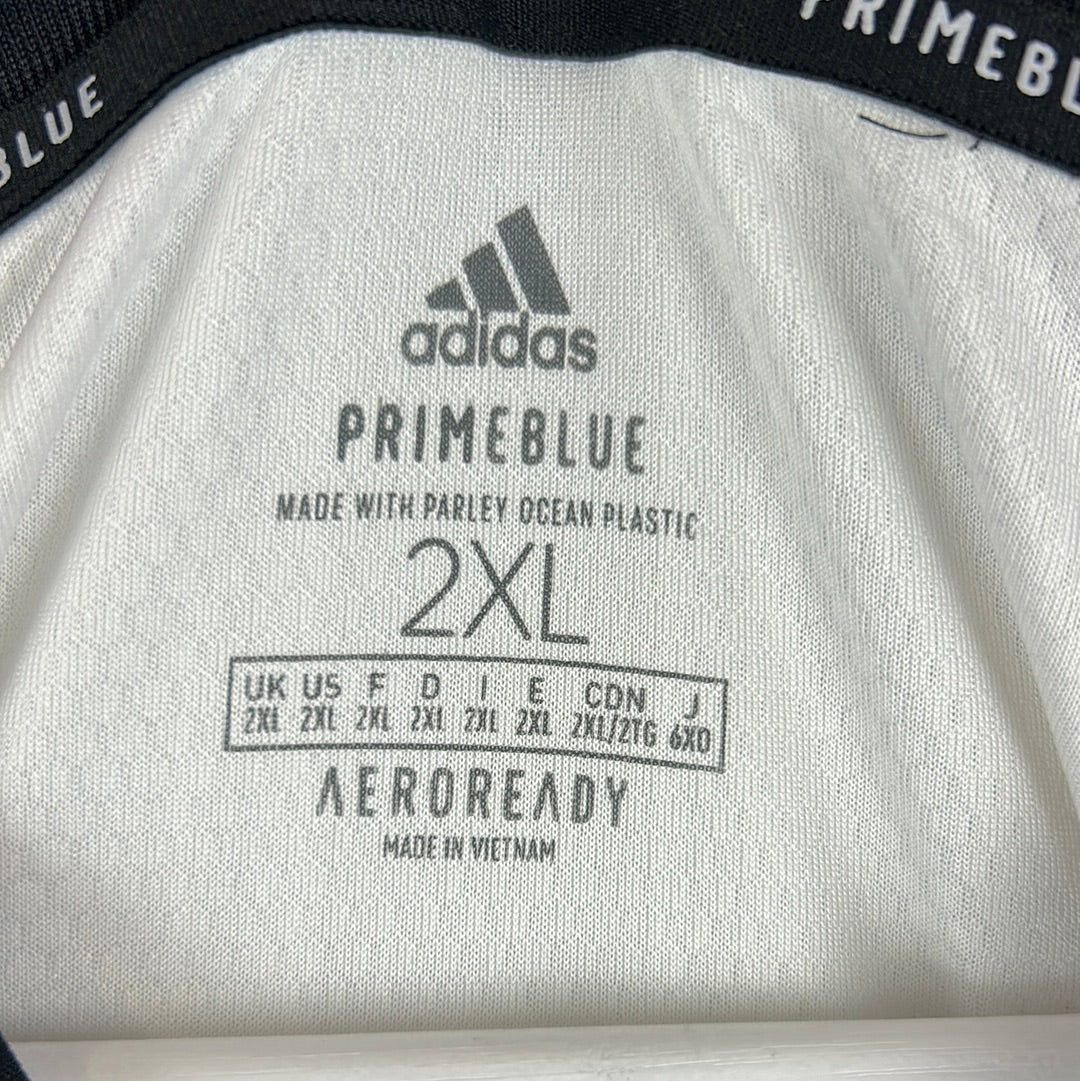 BLUE
PRIMEBL
adidas
PRIMEBLUE
MADE WITH PARLEY OCEAN PLASTIC
2XL
UK US F D I E CDN J
2XL 2XL 2XL 2XL 2XL 2XL 2XL/2TG 6XO
AEROREADY
MADE IN VIETNAM